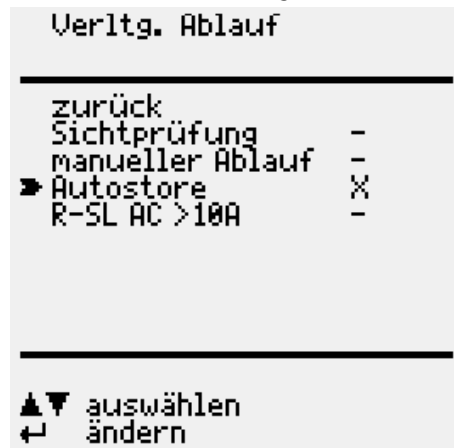 Verltg. Ablauf
zurück
Sichtprüfung -
manueller Ablauf -
Autostore X
R-SL AC >10A -
▲▼ auswählen
↵ ändern